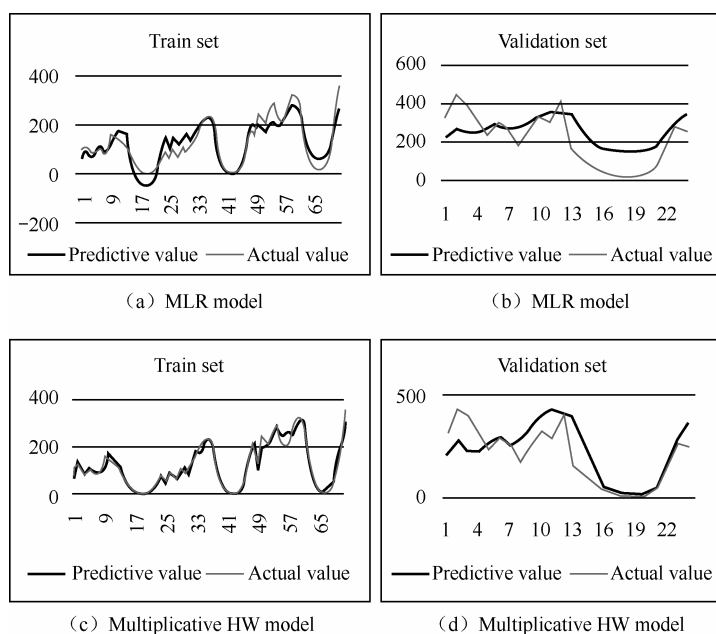 Train set
400
200
0
−200
1 9 17 25 33 41 49 57 65
Predictive value Actual value
(a) MLR model
Validation set
600
400
200
0
1 4 7 10 13 16 19 22
Predictive value Actual value
(b) MLR model
Train set
400
200
0
1 9 17 25 33 41 49 57 65
Predictive value Actual value
(c) Multiplicative HW model
Validation set
500
0
1 4 7 10 13 16 19 22
Predictive value Actual value
(d) Multiplicative HW model